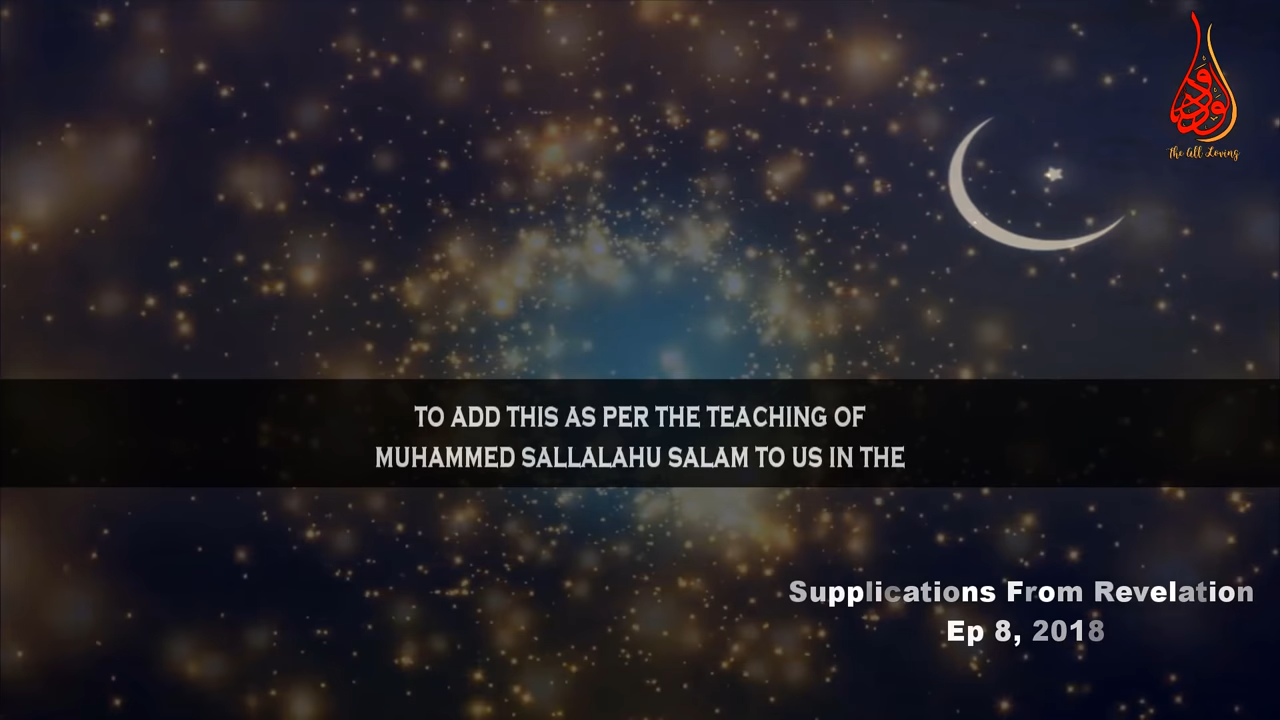 الودود
The All Loving
TO ADD THIS AS PER THE TEACHING OF
MUHAMMED SALLALAHU SALAM TO US IN THE
Supplications From Revelation
Ep 8, 2018